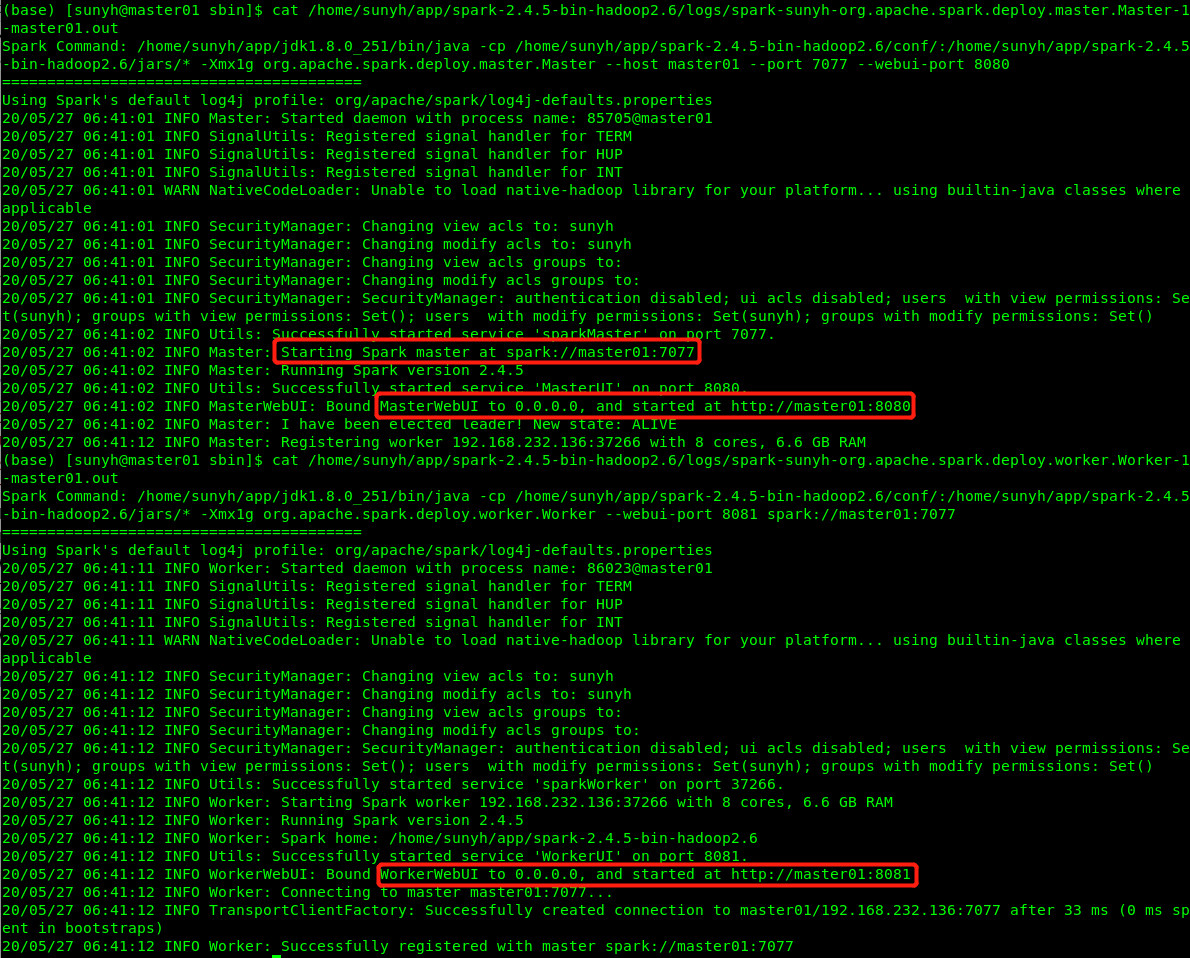 (base) [sunyh@master01 sbin]$ cat /home/sunyh/app/spark-2.4.5-bin-hadoop2.6/logs/spark-sunyh-org.apache.spark.deploy.master.Master-1
-master01.out
Spark Command: /home/sunyh/app/jdk1.8.0_251/bin/java -cp /home/sunyh/app/spark-2.4.5-bin-hadoop2.6/conf/:/home/sunyh/app/spark-2.4.5
-bin-hadoop2.6/jars/* -Xmx1g org.apache.spark.deploy.master.Master --host master01 --port 7077 --webui-port 8080
========================================
Using Spark's default log4j profile: org/apache/spark/log4j-defaults.properties
20/05/27 06:41:01 INFO Master: Started daemon with process name: 85705@master01
20/05/27 06:41:01 INFO SignalUtils: Registered signal handler for TERM
20/05/27 06:41:01 INFO SignalUtils: Registered signal handler for HUP
20/05/27 06:41:01 INFO SignalUtils: Registered signal handler for INT
20/05/27 06:41:01 WARN NativeCodeLoader: Unable to load native-hadoop library for your platform... using builtin-java classes where
applicable
20/05/27 06:41:01 INFO SecurityManager: Changing view acls to: sunyh
20/05/27 06:41:01 INFO SecurityManager: Changing modify acls to: sunyh
20/05/27 06:41:01 INFO SecurityManager: Changing view acls groups to:
20/05/27 06:41:01 INFO SecurityManager: Changing modify acls groups to:
20/05/27 06:41:01 INFO SecurityManager: SecurityManager: authentication disabled; ui acls disabled; users  with view permissions: Se
t(sunyh); groups with view permissions: Set(); users  with modify permissions: Set(sunyh); groups with modify permissions: Set()
20/05/27 06:41:02 INFO Utils: Successfully started service 'sparkMaster' on port 7077.
20/05/27 06:41:02 INFO Master: Starting Spark master at spark://master01:7077
20/05/27 06:41:02 INFO Master: Running Spark version 2.4.5
20/05/27 06:41:02 INFO Utils: Successfully started service 'MasterUI' on port 8080.
20/05/27 06:41:02 INFO MasterWebUI: Bound MasterWebUI to 0.0.0.0, and started at http://master01:8080
20/05/27 06:41:02 INFO Master: I have been elected leader! New state: ALIVE
20/05/27 06:41:12 INFO Master: Registering worker 192.168.232.136:37266 with 8 cores, 6.6 GB RAM
(base) [sunyh@master01 sbin]$ cat /home/sunyh/app/spark-2.4.5-bin-hadoop2.6/logs/spark-sunyh-org.apache.spark.deploy.worker.Worker-1
-master01.out
Spark Command: /home/sunyh/app/jdk1.8.0_251/bin/java -cp /home/sunyh/app/spark-2.4.5-bin-hadoop2.6/conf/:/home/sunyh/app/spark-2.4.5
-bin-hadoop2.6/jars/* -Xmx1g org.apache.spark.deploy.worker.Worker --webui-port 8081 spark://master01:7077
========================================
Using Spark's default log4j profile: org/apache/spark/log4j-defaults.properties
20/05/27 06:41:11 INFO Worker: Started daemon with process name: 86023@master01
20/05/27 06:41:11 INFO SignalUtils: Registered signal handler for TERM
20/05/27 06:41:11 INFO SignalUtils: Registered signal handler for HUP
20/05/27 06:41:11 INFO SignalUtils: Registered signal handler for INT
20/05/27 06:41:11 WARN NativeCodeLoader: Unable to load native-hadoop library for your platform... using builtin-java classes where
applicable
20/05/27 06:41:12 INFO SecurityManager: Changing view acls to: sunyh
20/05/27 06:41:12 INFO SecurityManager: Changing modify acls to: sunyh
20/05/27 06:41:12 INFO SecurityManager: Changing view acls groups to:
20/05/27 06:41:12 INFO SecurityManager: Changing modify acls groups to:
20/05/27 06:41:12 INFO SecurityManager: SecurityManager: authentication disabled; ui acls disabled; users  with view permissions: Se
t(sunyh); groups with view permissions: Set(); users  with modify permissions: Set(sunyh); groups with modify permissions: Set()
20/05/27 06:41:12 INFO Utils: Successfully started service 'sparkWorker' on port 37266.
20/05/27 06:41:12 INFO Worker: Starting Spark worker 192.168.232.136:37266 with 8 cores, 6.6 GB RAM
20/05/27 06:41:12 INFO Worker: Running Spark version 2.4.5
20/05/27 06:41:12 INFO Worker: Spark home: /home/sunyh/app/spark-2.4.5-bin-hadoop2.6
20/05/27 06:41:12 INFO Utils: Successfully started service 'WorkerUI' on port 8081.
20/05/27 06:41:12 INFO WorkerWebUI: Bound WorkerWebUI to 0.0.0.0, and started at http://master01:8081
20/05/27 06:41:12 INFO Worker: Connecting to master master01:7077...
20/05/27 06:41:12 INFO TransportClientFactory: Successfully created connection to master01/192.168.232.136:7077 after 33 ms (0 ms sp
ent in bootstraps)
20/05/27 06:41:12 INFO Worker: Successfully registered with master spark://master01:7077